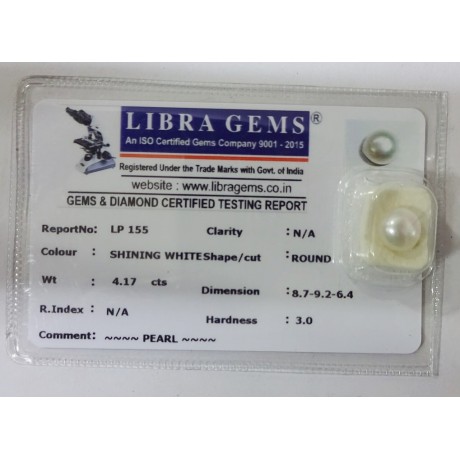 LIBRA GEMS®
An ISO Certified Gems Company 9001 - 2015
Registered Under the Trade Marks with Govt. of India
website : www.libragems.co.in
GEMS & DIAMOND CERTIFIED TESTING REPORT
ReportNo: LP 155 Clarity : N/A
Colour : SHINING WHITE Shape/cut : ROUND
Wt : 4.17 cts Dimension : 8.7-9.2-6.4
R.Index : N/A Hardness : 3.0
Comment: ~~~~ PEARL ~~~~